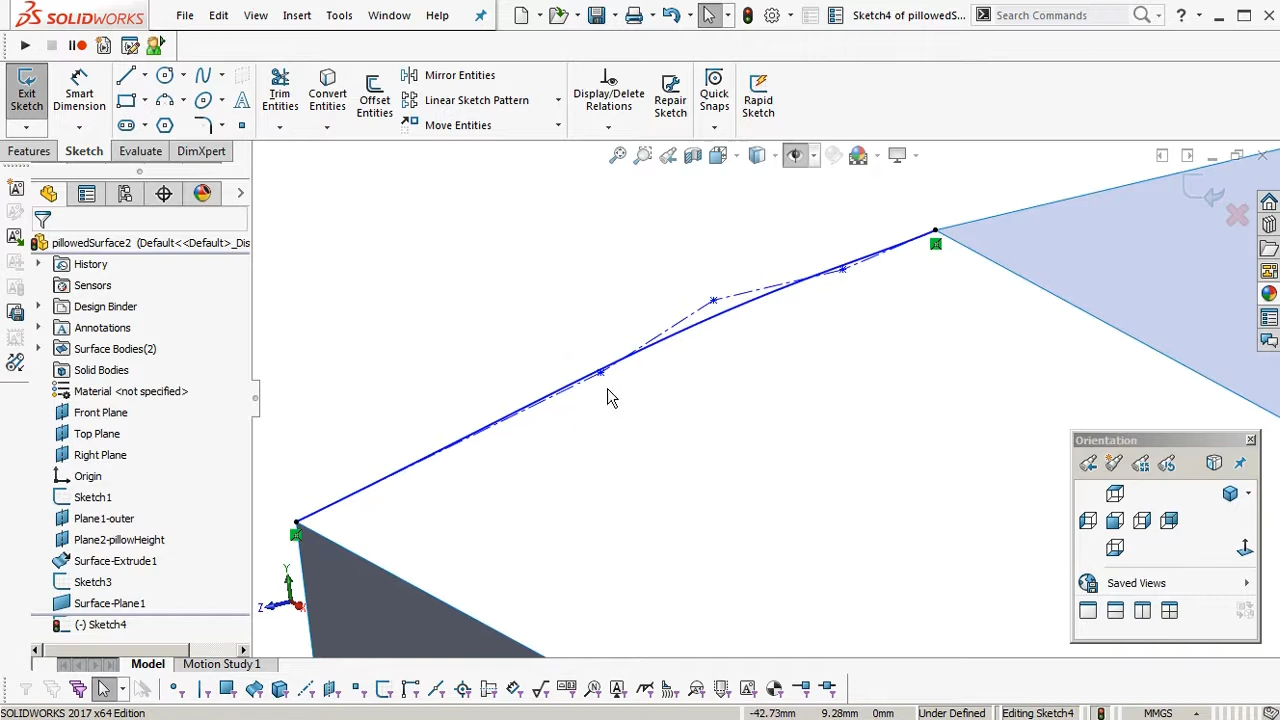 SOLIDWORKS File Edit View Insert Tools Window Help Sketch4 of pillowedS... Search Commands ?
Exit Sketch
Smart Dimension
Trim Entities
Convert Entities
Offset Entities
Mirror Entities
Linear Sketch Pattern
Move Entities
Display/Delete Relations
Repair Sketch
Quick Snaps
Rapid Sketch
Features Sketch Evaluate DimXpert
pillowedSurface2 (Default<<Default>_Dis
History
Sensors
Design Binder
Annotations
Surface Bodies(2)
Solid Bodies
Material <not specified>
Front Plane
Top Plane
Right Plane
Origin
Sketch1
Plane1-outer
Plane2-pillowHeight
Surface-Extrude1
Sketch3
Surface-Plane1
(-) Sketch4
Y
Z
Orientation
Saved Views
Model Motion Study 1
SOLIDWORKS 2017 x64 Edition -42.73mm 9.28mm 0mm Under Defined Editing Sketch4 MMGS